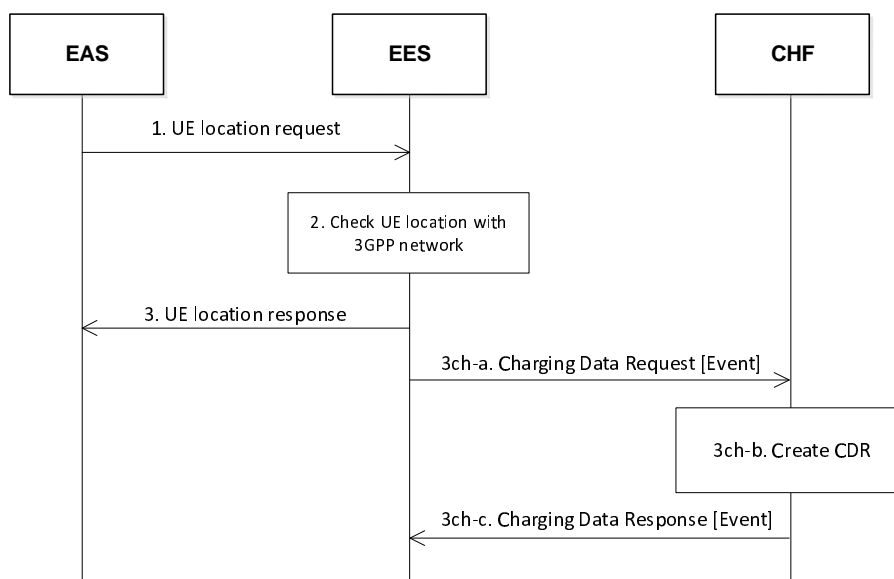 EAS
EES
CHF
1. UE location request
2. Check UE location with
3GPP network
3. UE location response
3ch-a. Charging Data Request [Event]
3ch-b. Create CDR
3ch-c. Charging Data Response [Event]